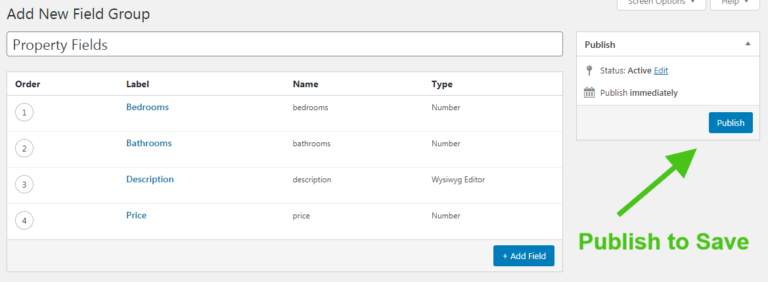 Screen Options ▼ Help ▼
Add New Field Group
Property Fields
Order Label Name Type
1 Bedrooms bedrooms Number
2 Bathrooms bathrooms Number
3 Description description Wysiwyg Editor
4 Price price Number
+ Add Field
Publish
Status: Active Edit
Publish immediately
Publish
Publish to Save